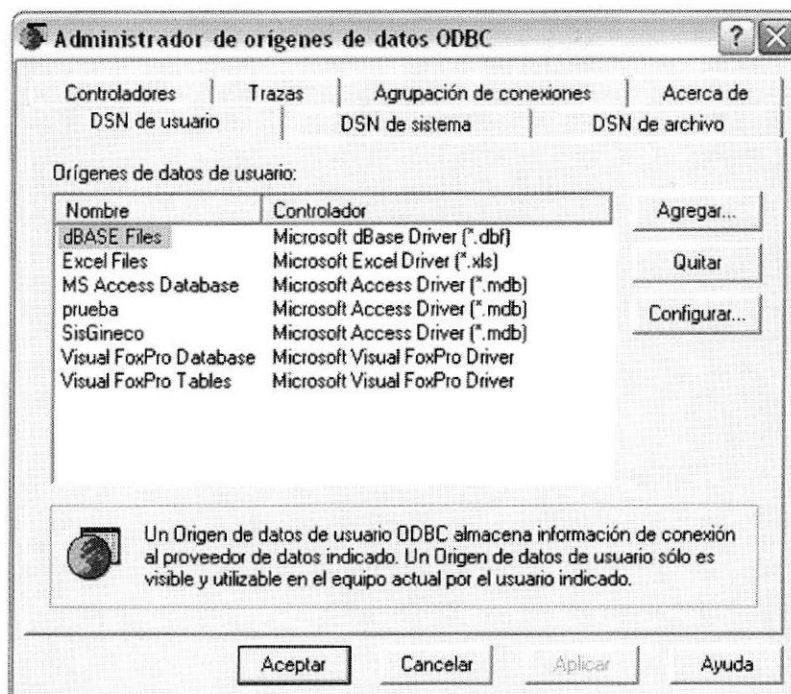 Administrador de orígenes de datos ODBC
?
Controladores Trazas Agrupación de conexiones Acerca de
DSN de usuario DSN de sistema DSN de archivo
Orígenes de datos de usuario:
Nombre Controlador
dBASE Files Microsoft dBase Driver (*.dbf)
Excel Files Microsoft Excel Driver (*.xls)
MS Access Database Microsoft Access Driver (*.mdb)
prueba Microsoft Access Driver (*.mdb)
SisGineco Microsoft Access Driver (*.mdb)
Visual FoxPro Database Microsoft Visual FoxPro Driver
Visual FoxPro Tables Microsoft Visual FoxPro Driver
Agregar...
Quitar
Configurar...
Un Origen de datos de usuario ODBC almacena información de conexión
al proveedor de datos indicado. Un Origen de datos de usuario sólo es
visible y utilizable en el equipo actual por el usuario indicado.
Aceptar Cancelar Aplicar Ayuda